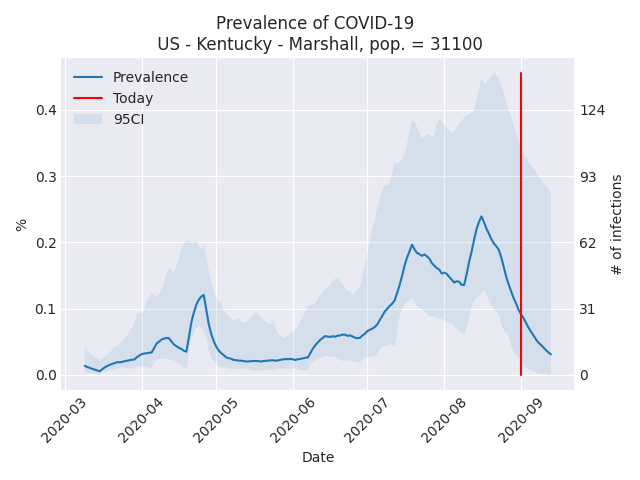 Prevalence of COVID-19
US - Kentucky - Marshall, pop. = 31100
Prevalence
Today
95CI
%
0.4
0.3
0.2
0.1
0.0
124
93
62
31
0
# of infections
2020-03
2020-04
2020-05
2020-06
2020-07
2020-08
2020-09
Date